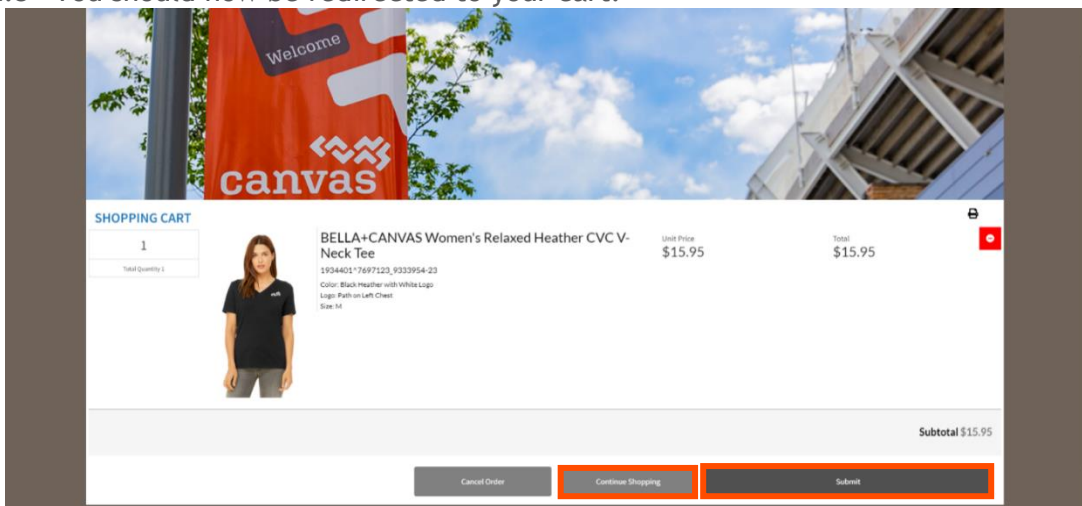 You should now be redirected to your cart.
Welcome
canvas
SHOPPING CART
1
Total Quantity 1
BELLA+CANVAS Women's Relaxed Heather CVC V-
Neck Tee
1934401*7697123_9333954-23
Color: Black Heather with White Logo
Logo: Path on Left Chest
Size: M
Unit Price
$15.95
Total
$15.95
Subtotal $15.95
Cancel Order
Continue Shopping
Submit